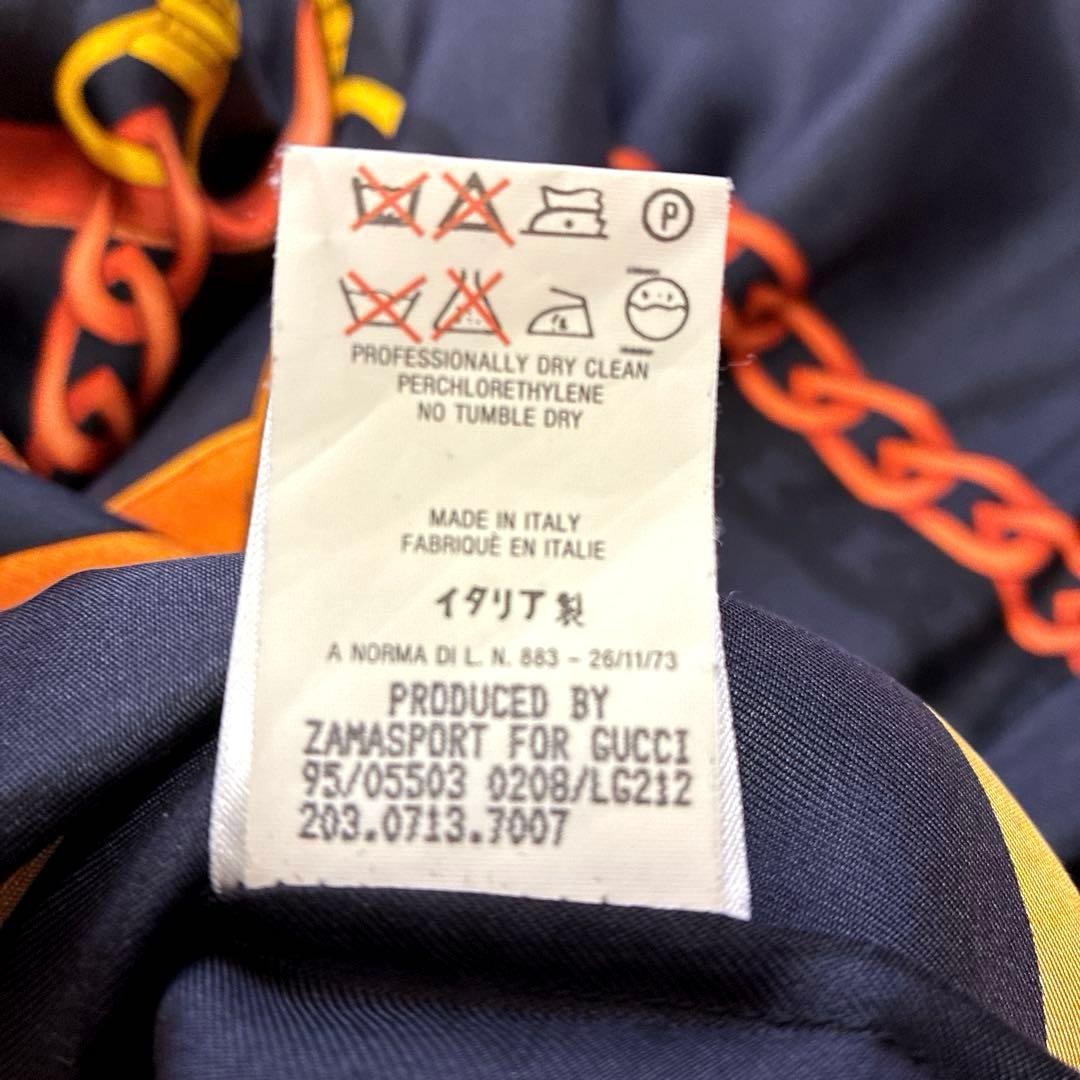 P
PROFESSIONALLY DRY CLEAN
PERCHLORETHYLENE
NO TUMBLE DRY
MADE IN ITALY
FABRIQUÈ EN ITALIE
イタリア製
A NORMA DI L. N. 883 - 26/11/73
PRODUCED BY
ZAMASPORT FOR GUCCI
95/05503 0208/LG212
203.0713.7007